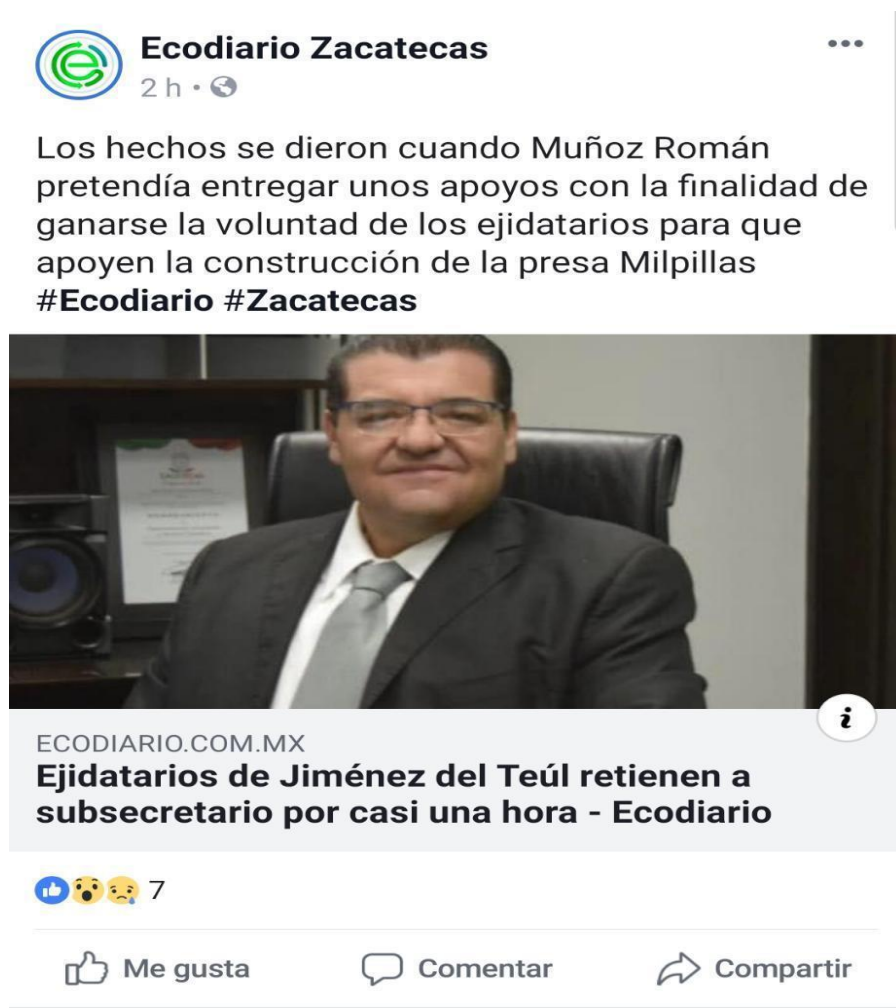 Ecodiario Zacatecas
2 h
Los hechos se dieron cuando Muñoz Román
pretendía entregar unos apoyos con la finalidad de
ganarse la voluntad de los ejidatarios para que
apoyen la construcción de la presa Milpillas
#Ecodiario #Zacatecas
i
ECODIARIO.COM.MX
Ejidatarios de Jiménez del Teúl retienen a
subsecretario por casi una hora - Ecodiario
7
Me gusta Comentar Compartir